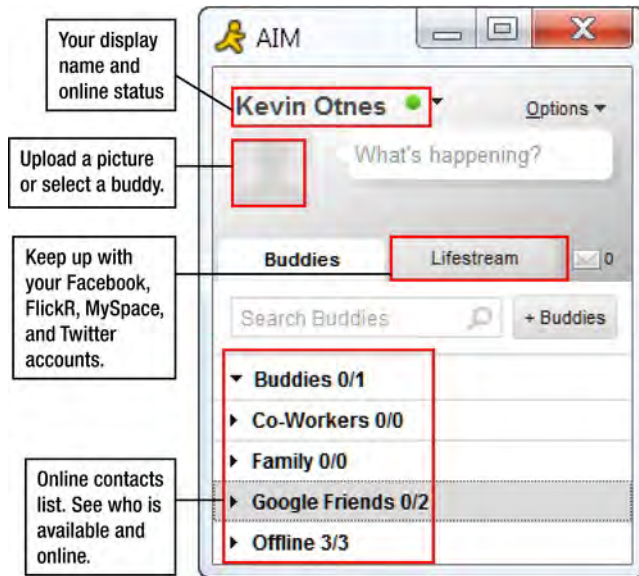 Your display
name and
online status
Upload a picture
or select a buddy.
Keep up with
your Facebook,
FlickR, MySpace,
and Twitter
accounts.
Online contacts
list. See who is
available and
online.
AIM
Kevin Otnes
Options
What's happening?
Buddies
Lifestream
0
Search Buddies
+ Buddies
Buddies 0/1
Co-Workers 0/0
Family 0/0
Google Friends 0/2
Offline 3/3